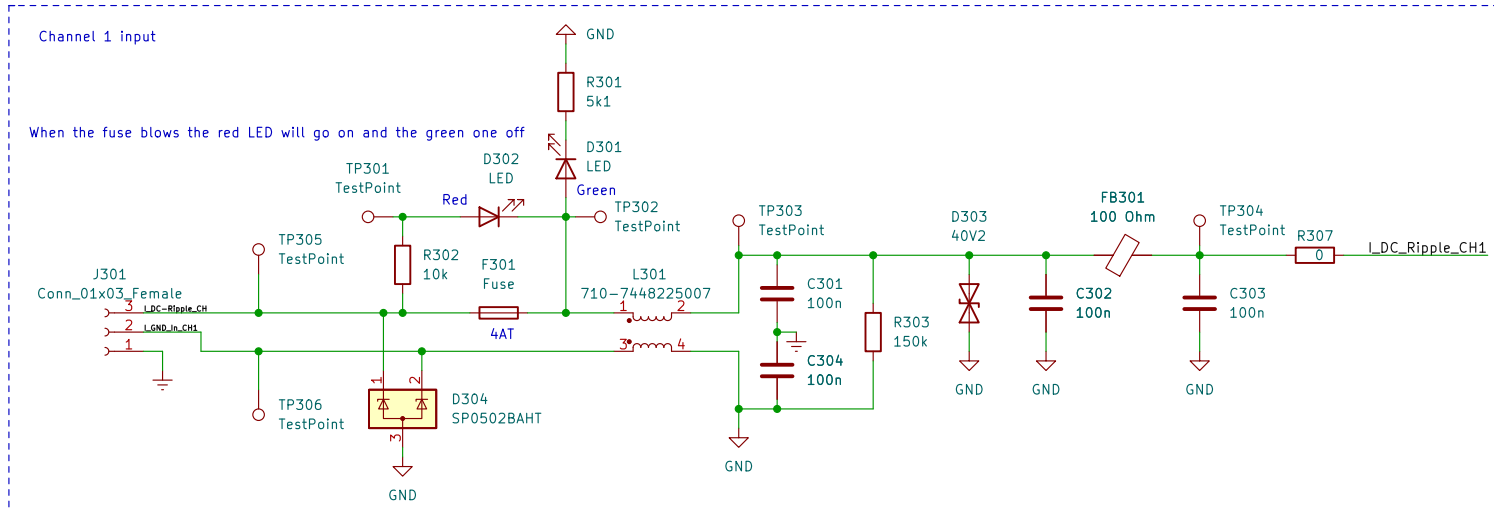 Channel 1 input
GND
R301
5k1
When the fuse blows the red LED will go on and the green one off
D302
LED
D301
LED
TP301
TestPoint
Red
Green
TP302
TestPoint
TP303
TestPoint
D303
40V2
FB301
100 Ohm
TP304
TestPoint
R307
0
I_DC_Ripple_CH1
TP305
TestPoint
R302
10k
F301
Fuse
4AT
L301
710-7448225007
1
2
3
4
J301
Conn_01x03_Female
3
I_DC-Ripple_CH
2
I_GND_In_CH1
1
C301
100n
R303
150k
C302
100n
C303
100n
C304
100n
GND
GND
GND
1
2
D304
SP0502BAHT
3
TP306
TestPoint
GND
GND